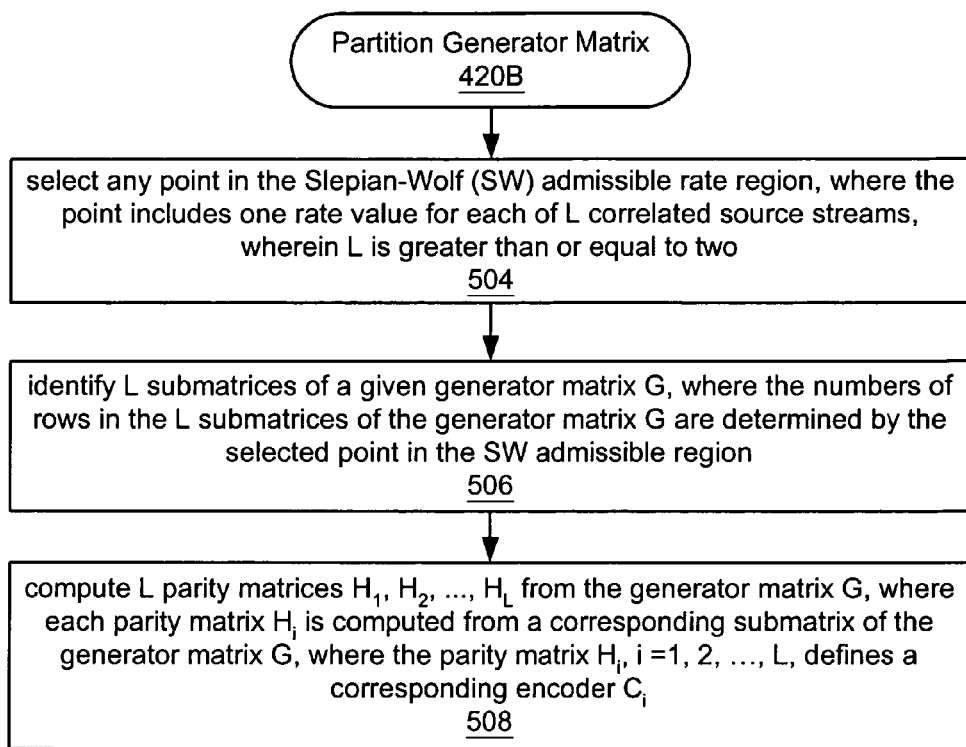 Partition Generator Matrix
420B
select any point in the Slepian-Wolf (SW) admissible rate region, where the
point includes one rate value for each of L correlated source streams,
wherein L is greater than or equal to two
504
identify L submatrices of a given generator matrix G, where the numbers of
rows in the L submatrices of the generator matrix G are determined by the
selected point in the SW admissible region
506
compute L parity matrices H₁, H₂, ..., H_L from the generator matrix G, where
each parity matrix Hᵢ is computed from a corresponding submatrix of the
generator matrix G, where the parity matrix Hᵢ, i =1, 2, ..., L, defines a
corresponding encoder Cᵢ
508